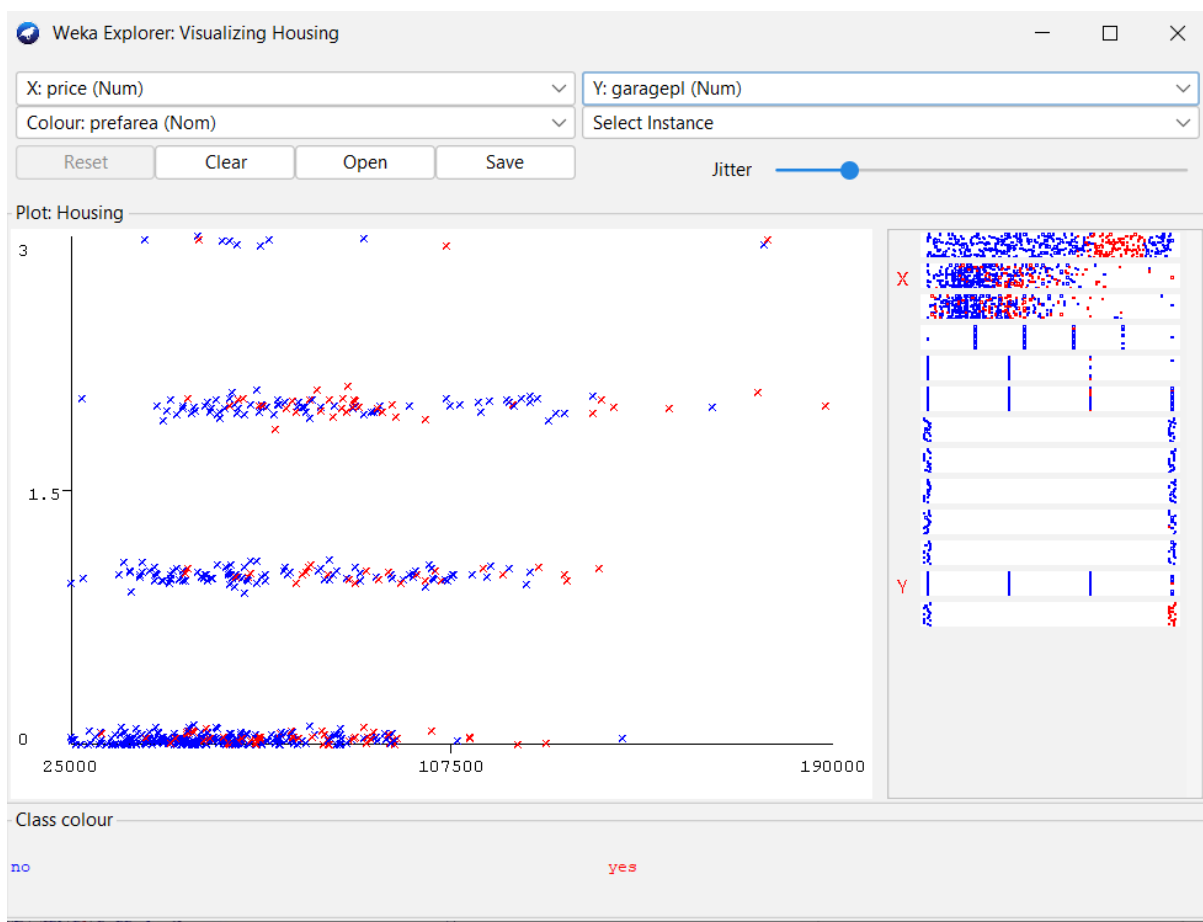 Weka Explorer: Visualizing Housing
X: price (Num)
Y: garagepl (Num)
Colour: prefarea (Nom)
Select Instance
Reset
Clear
Open
Save
Jitter
Plot: Housing
3
X
1.5
Y
0
25000
107500
190000
Class colour
no
yes